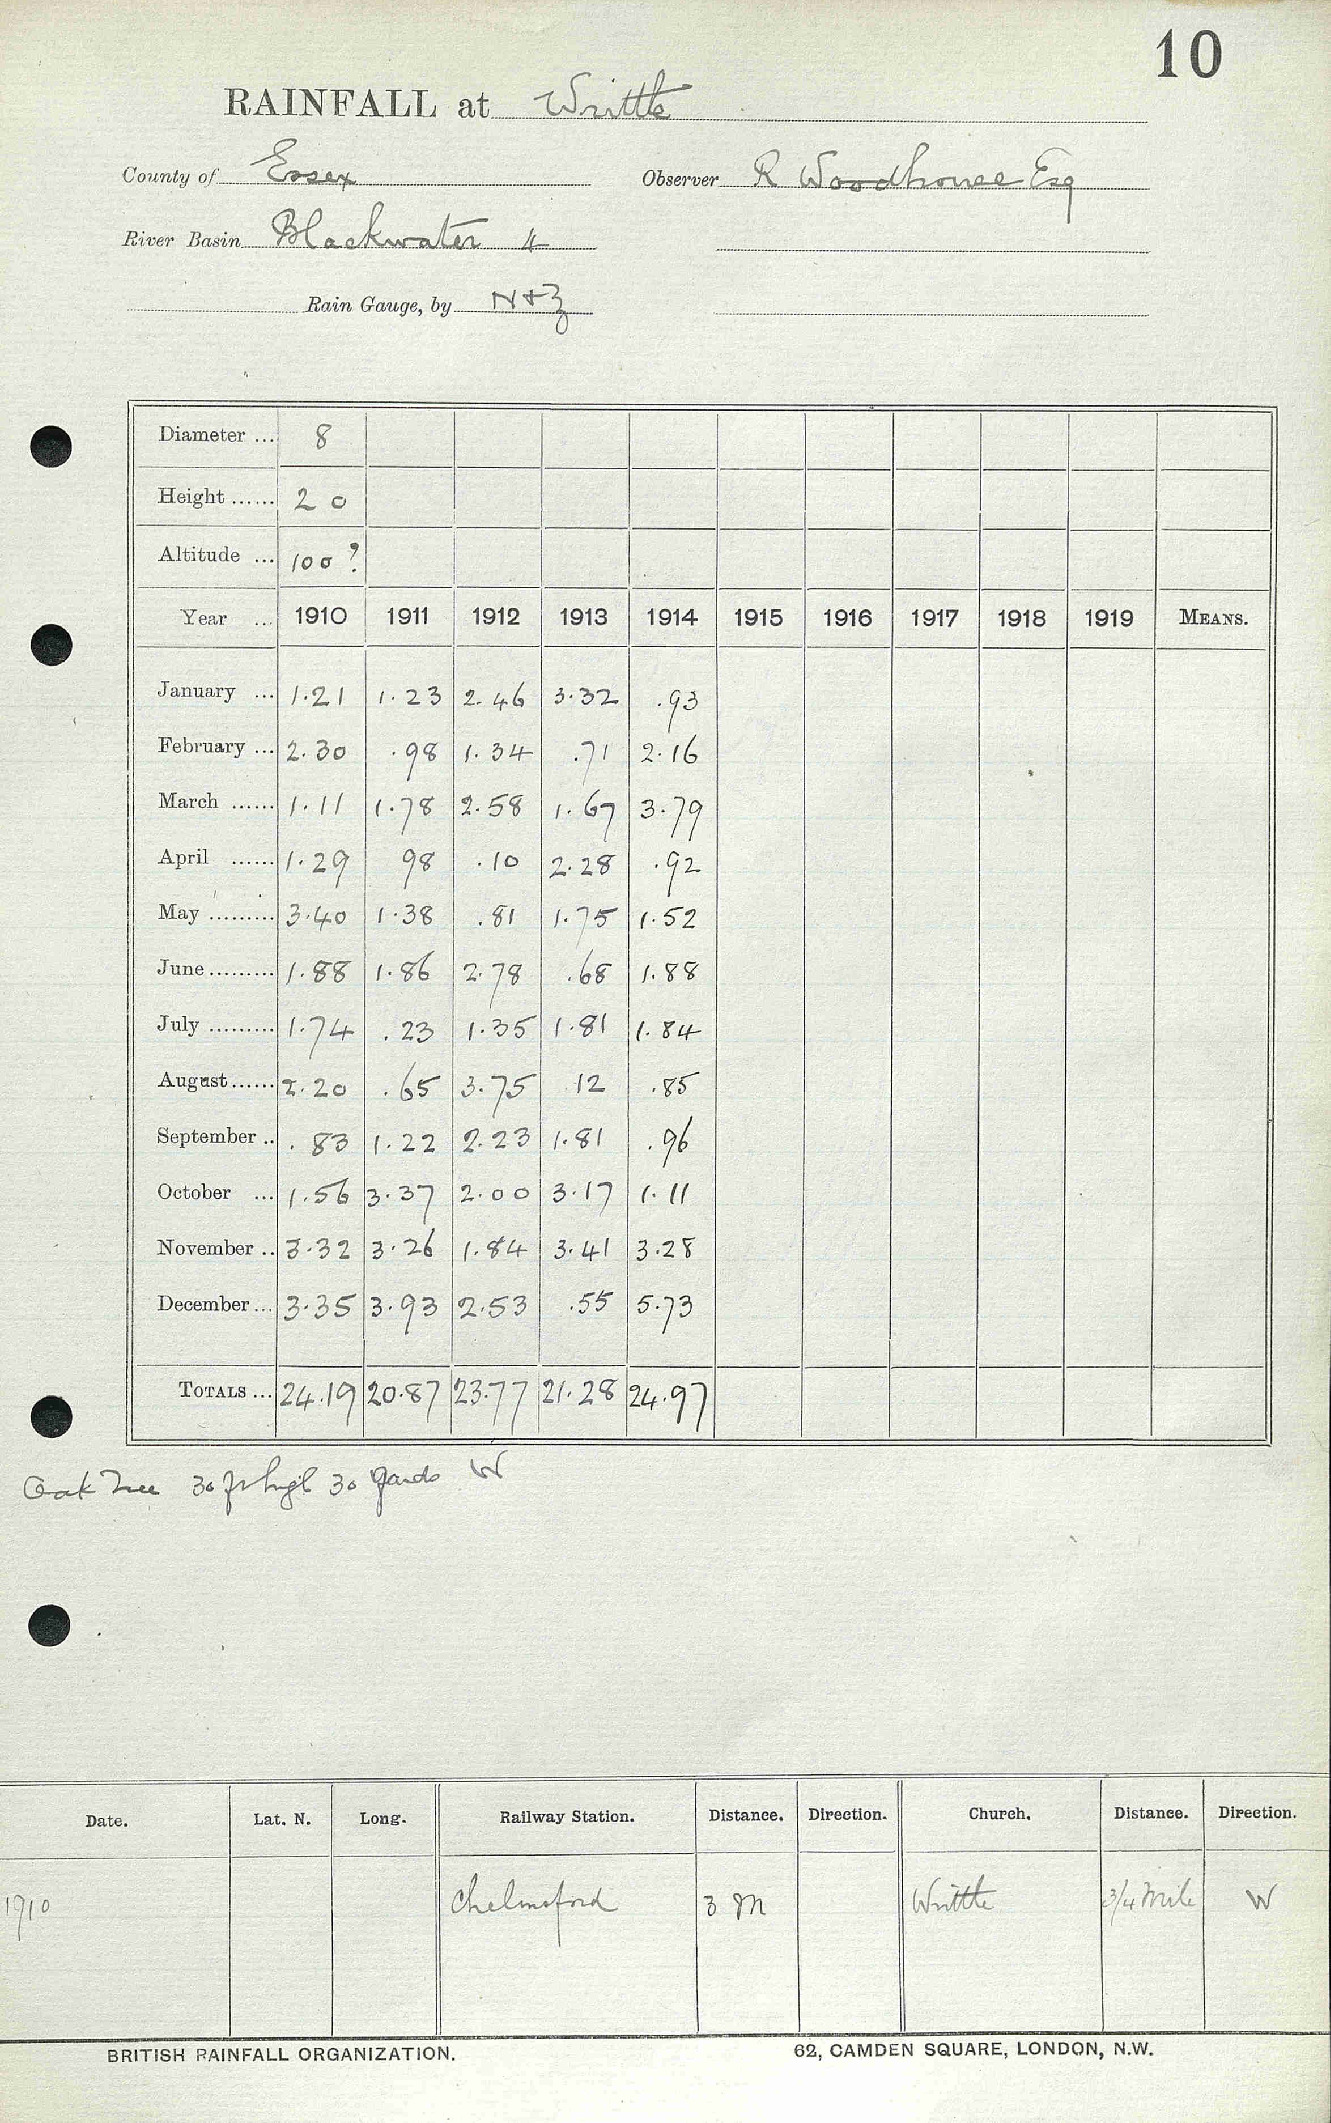 10
RAINFALL at Writtle
County of Essex Observer R Woodhouse Esq
River Basin Blackwater 4
Rain Gauge, by N+Z
Diameter ... 8
Height ...... 2 0
Altitude ... 100 ?
Year ... 1910 1911 1912 1913 1914 1915 1916 1917 1918 1919 MEANS.
January ... 1.21 1.23 2.46 3.32 .93
February ... 2.30 .98 1.34 .71 2.16
March ...... 1.11 1.78 2.58 1.67 3.79
April ...... 1.29 98 .10 2.28 .92
May ......... 3.40 1.38 .81 1.75 1.52
June ......... 1.88 1.86 2.78 .68 1.88
July ......... 1.74 .23 1.35 1.81 1.84
August ...... 2.20 .65 3.75 12 .85
September .. .83 1.22 2.23 1.81 .96
October ... 1.56 3.37 2.00 3.17 1.11
November .. 3.32 3.26 1.84 3.41 3.28
December ... 3.35 3.93 2.53 .55 5.73
TOTALS ... 24.19 20.87 23.77 21.28 24.97
Oak Tree 30 ft high 30 yards W
Date. Lat. N. Long. Railway Station. Distance. Direction. Church. Distance. Direction.
1910 Chelmsford 3 M Writtle 3/4 mile W
BRITISH RAINFALL ORGANIZATION. 62, CAMDEN SQUARE, LONDON, N.W.